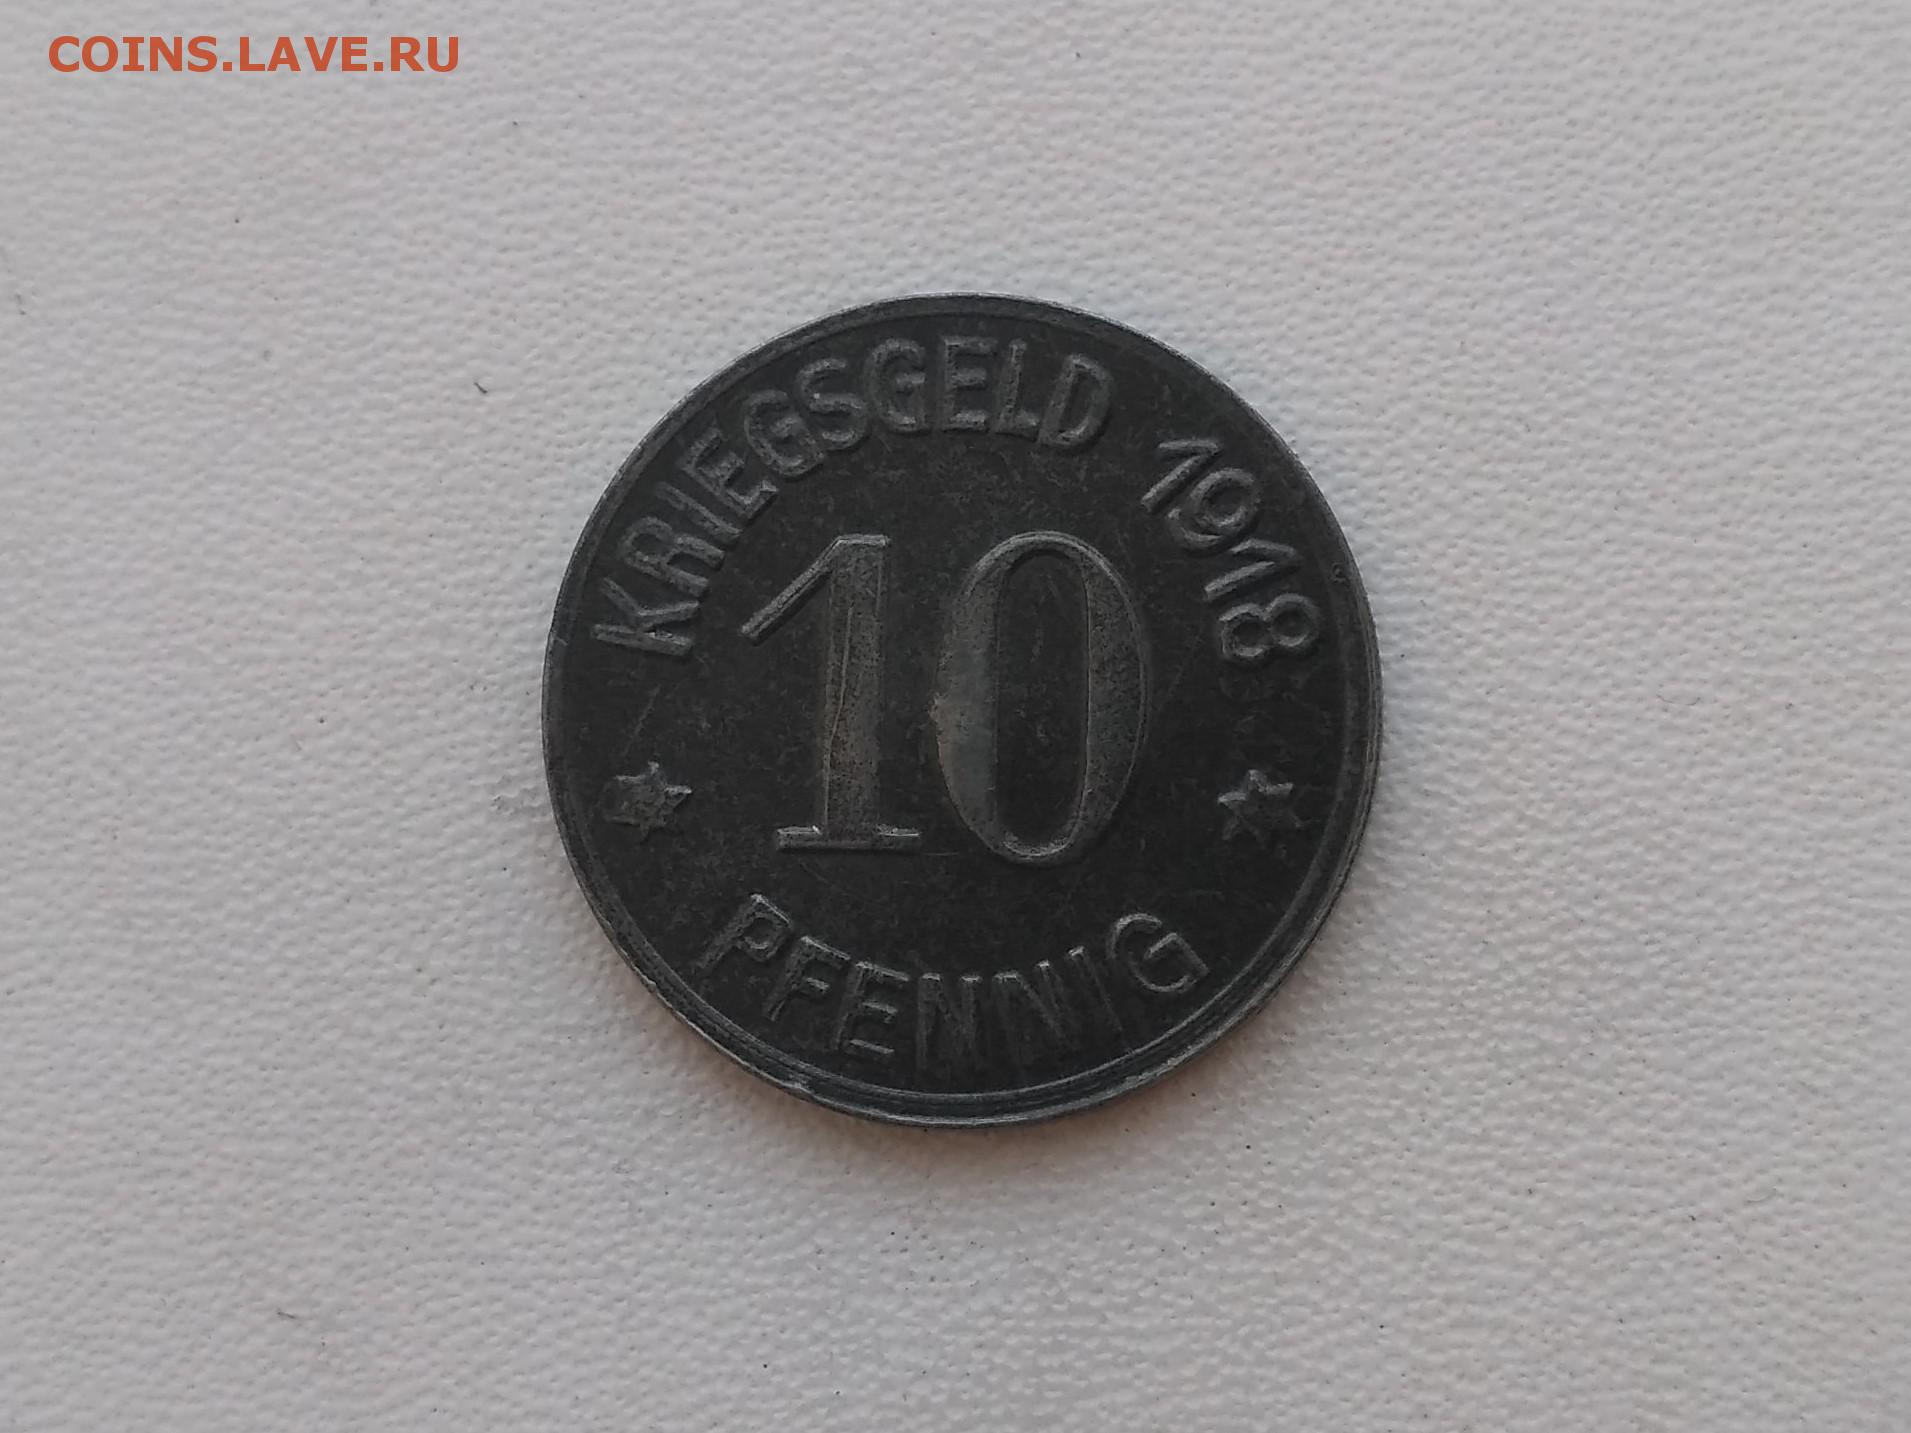 COINS.LAVE.RU
KRIEGSGELD 1918
10
PFENNIG